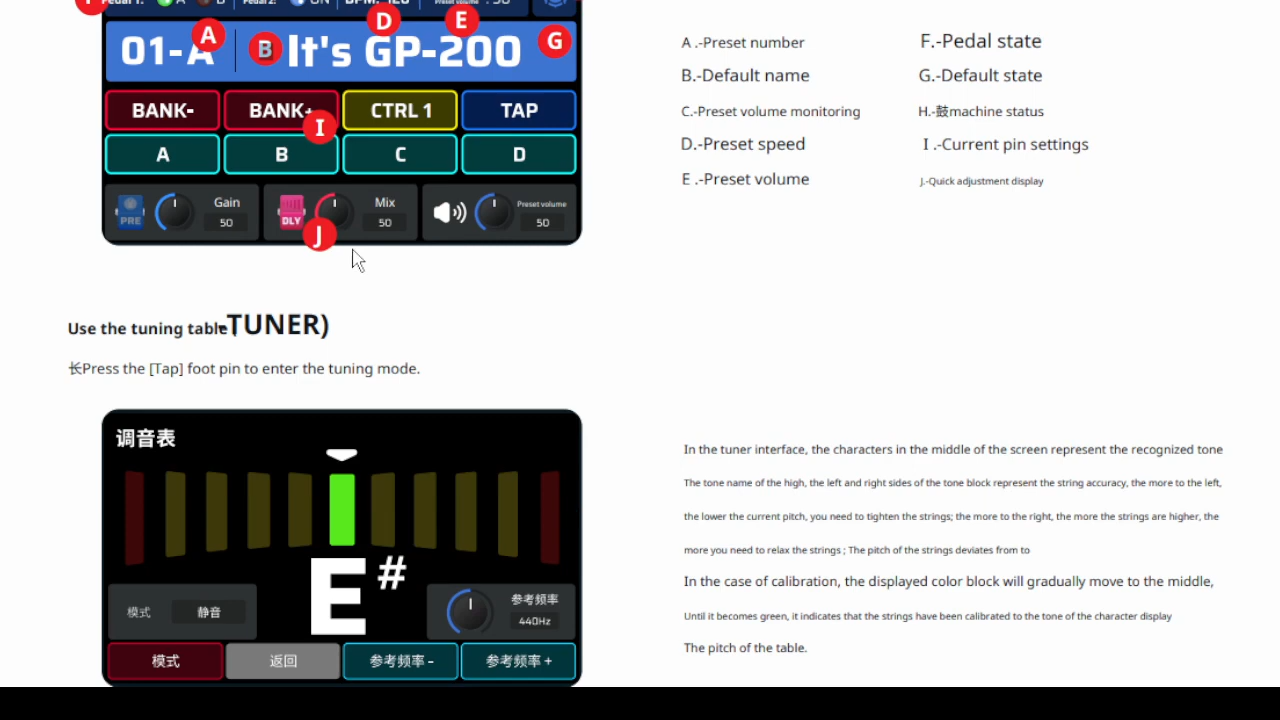 A B
D
E
01-A
A
B
It's GP-200
G
BANK-
BANK+
CTRL 1
TAP
I
A
B
C
D
PRE
Gain
50
DLY
Mix
50
Preset volume
50
J
A .-Preset number
F.-Pedal state
B.-Default name
G.-Default state
C.-Preset volume monitoring
H.-鼓machine status
D.-Preset speed
I .-Current pin settings
E .-Preset volume
J.-Quick adjustment display
Use the tuning table TUNER)
长Press the [Tap] foot pin to enter the tuning mode.
调音表
E#
模式
静音
参考频率
440Hz
模式
返回
参考频率 -
参考频率 +
In the tuner interface, the characters in the middle of the screen represent the recognized tone
The tone name of the high, the left and right sides of the tone block represent the string accuracy, the more to the left,
the lower the current pitch, you need to tighten the strings; the more to the right, the more the strings are higher, the
more you need to relax the strings ; The pitch of the strings deviates from to
In the case of calibration, the displayed color block will gradually move to the middle,
Until it becomes green, it indicates that the strings have been calibrated to the tone of the character display
The pitch of the table.